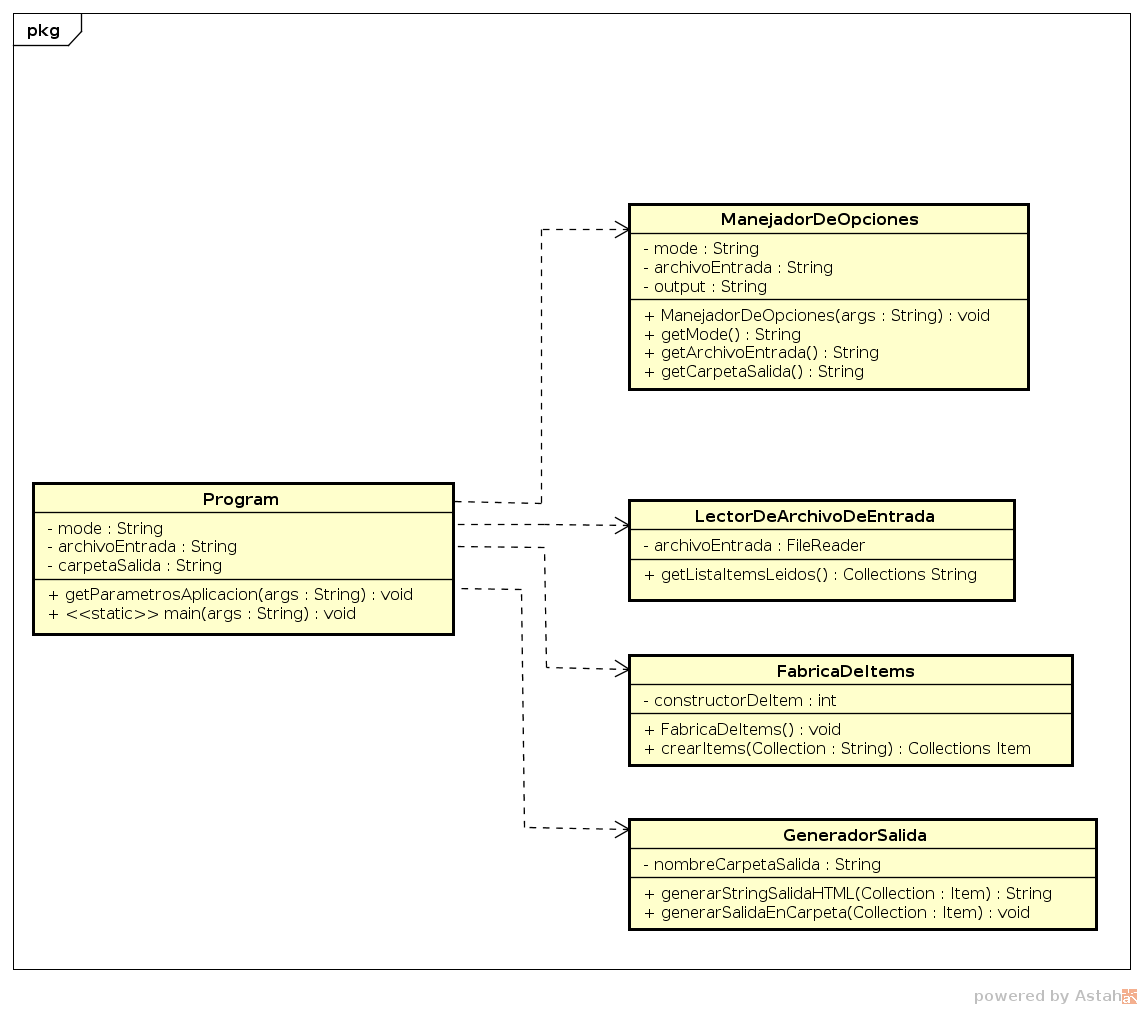 pkg
ManejadorDeOpciones
- mode : String
- archivoEntrada : String
- output : String
+ ManejadorDeOpciones(args : String) : void
+ getMode() : String
+ getArchivoEntrada() : String
+ getCarpetaSalida() : String
Program
- mode : String
- archivoEntrada : String
- carpetaSalida : String
+ getParametrosAplicacion(args : String) : void
+ <<static>> main(args : String) : void
LectorDeArchivoDeEntrada
- archivoEntrada : FileReader
+ getListaItemsLeidos() : Collections String
FabricaDeItems
- constructorDeItem : int
+ FabricaDeItems() : void
+ crearItems(Collection : String) : Collections Item
GeneradorSalida
- nombreCarpetaSalida : String
+ generarStringSalidaHTML(Collection : Item) : String
+ generarSalidaEnCarpeta(Collection : Item) : void
powered by Astah